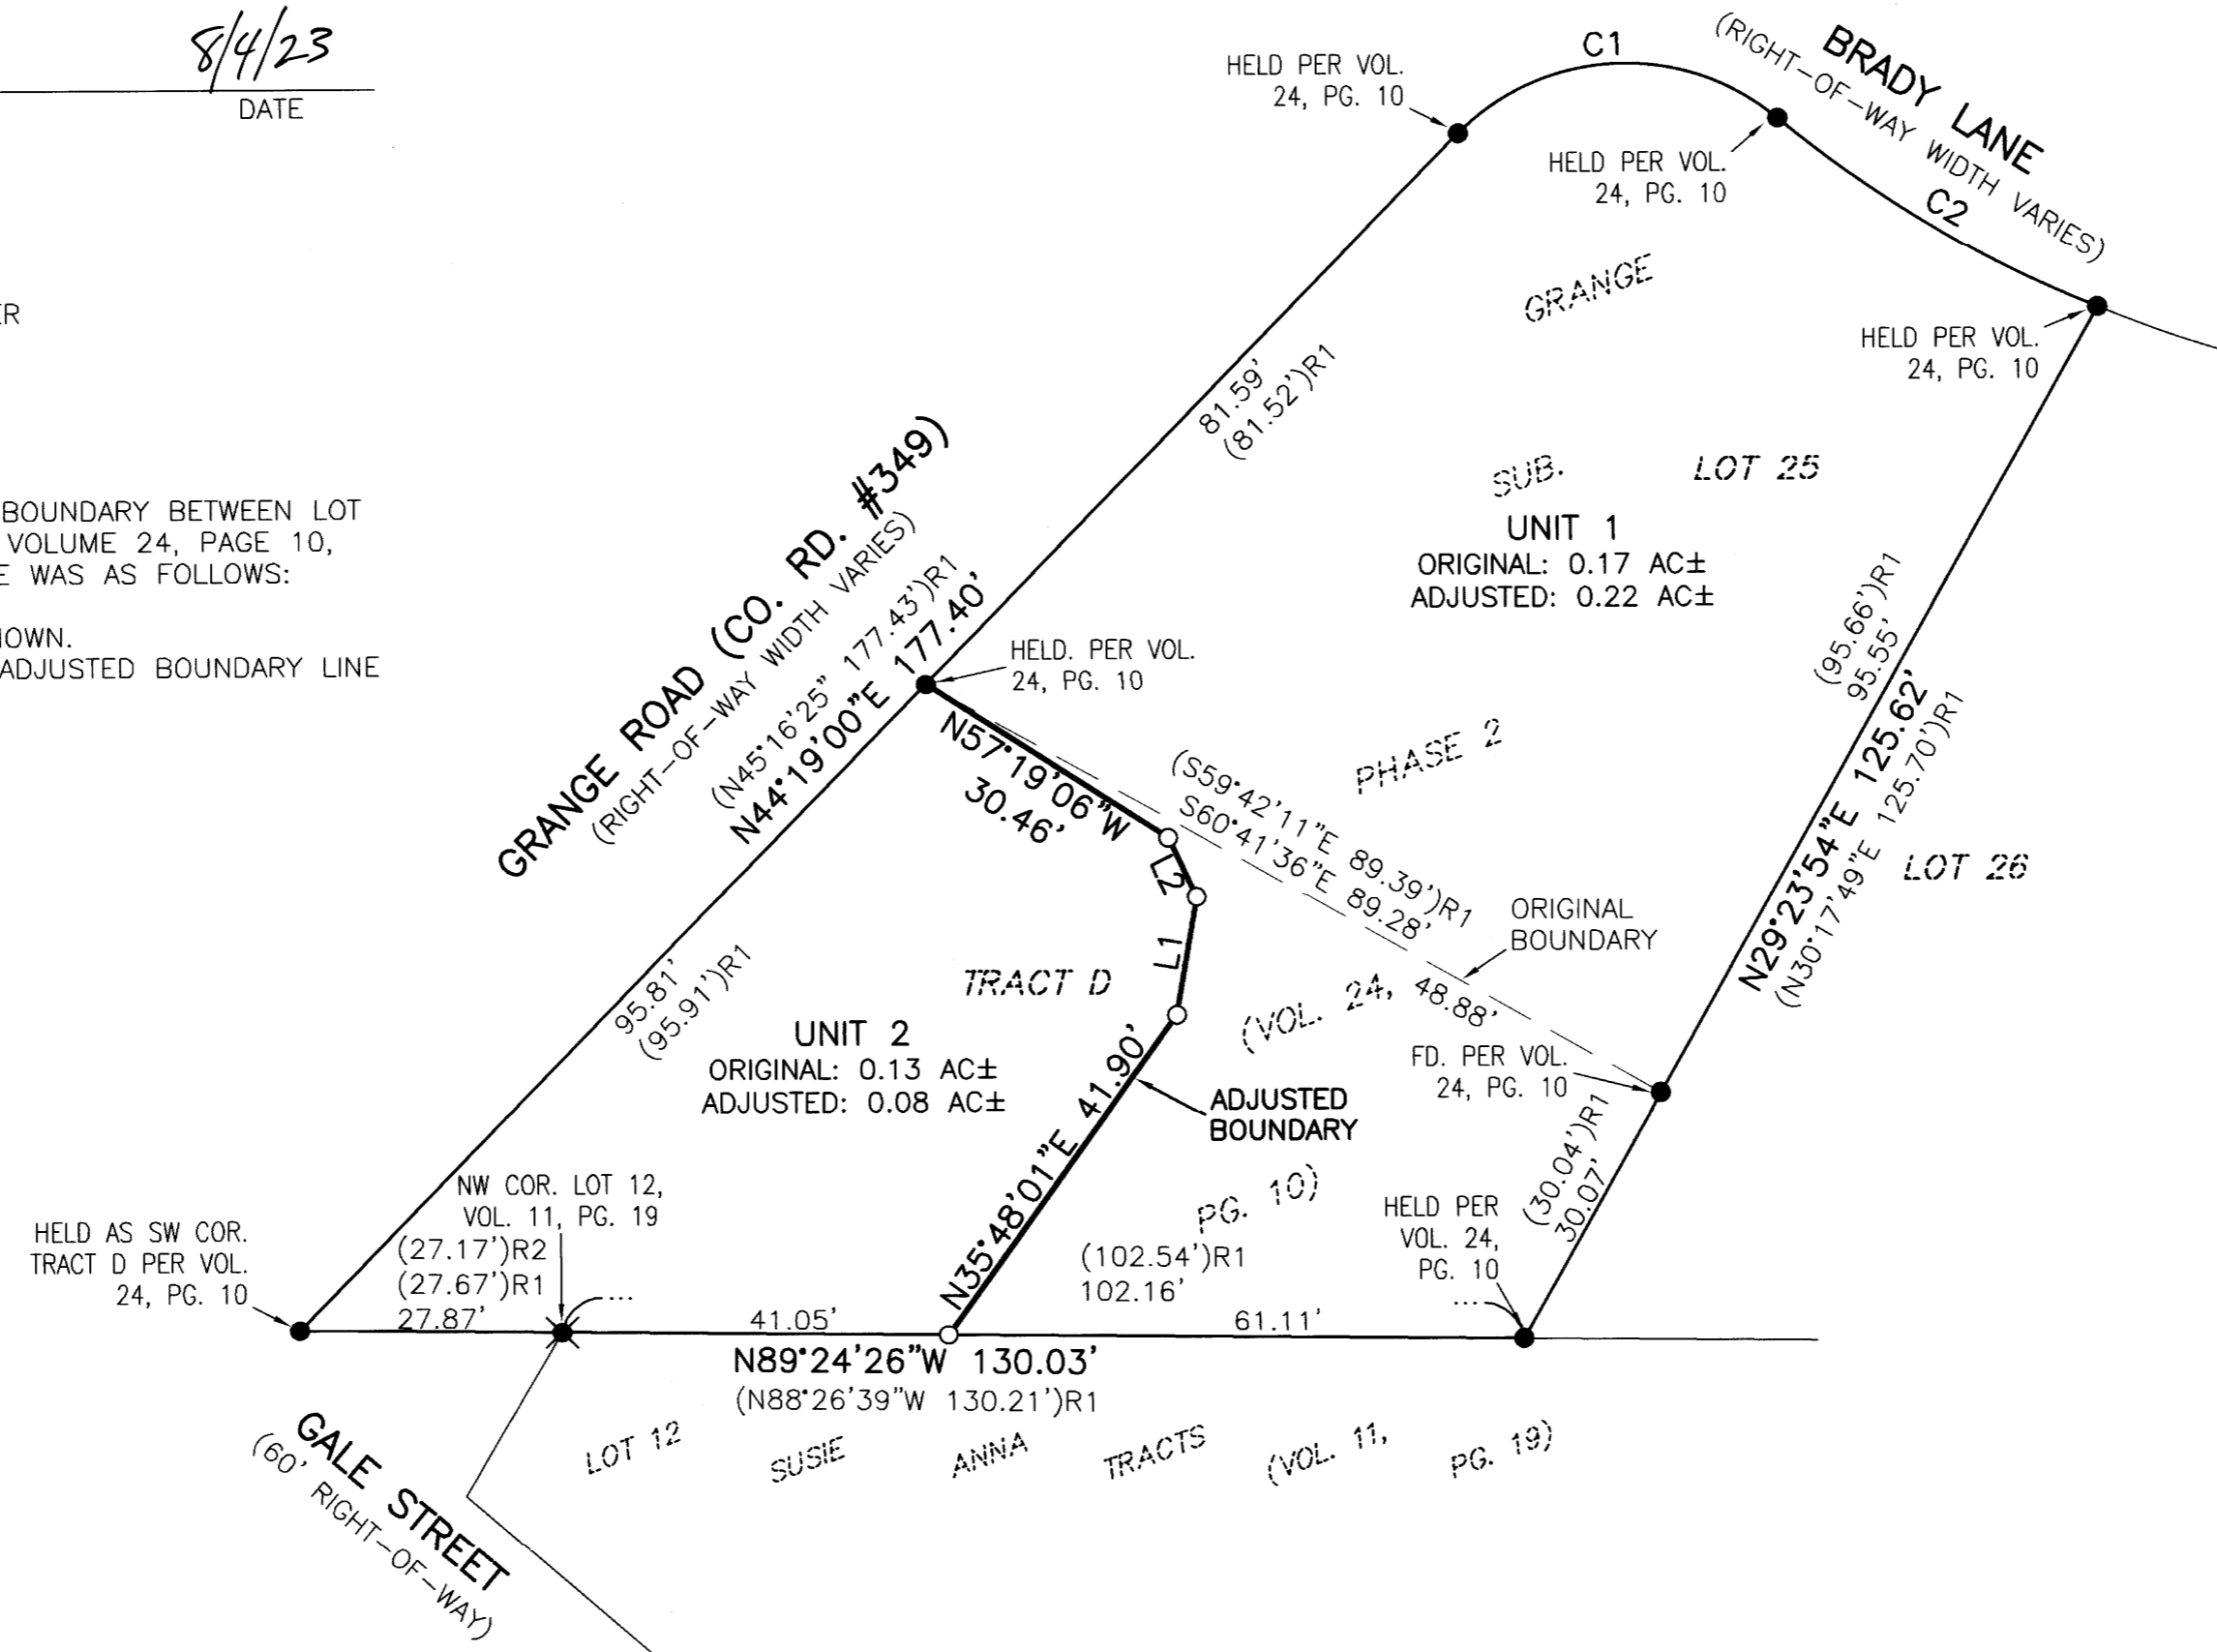 8/4/23
DATE
ER
BOUNDARY BETWEEN LOT
VOLUME 24, PAGE 10,
E WAS AS FOLLOWS:
HOWN.
ADJUSTED BOUNDARY LINE
HELD PER VOL.
24, PG. 10
C1
BRADY LANE
(RIGHT-OF-WAY WIDTH VARIES)
HELD PER VOL.
24, PG. 10
C2
HELD PER VOL.
24, PG. 10
GRANGE
SUB.
LOT 25
81.59'
(81.52')R1
UNIT 1
ORIGINAL: 0.17 AC±
ADJUSTED: 0.22 AC±
GRANGE ROAD (CO. RD. #349)
(RIGHT-OF-WAY WIDTH VARIES)
(N45°16'25" 177.43')R1
N44°19'00"E 177.40'
HELD. PER VOL.
24, PG. 10
N57°19'06"W
30.46'
L2
L1
PHASE 2
(S59°42'11"E 89.39')R1
S60°41'36"E 89.28'
(95.66')R1
95.55'
N29°23'54"E 125.62'
(N30°17'49"E 125.70')R1
LOT 26
ORIGINAL
BOUNDARY
48.88'
TRACT D
(VOL. 24,
95.81'
(95.91')R1
UNIT 2
ORIGINAL: 0.13 AC±
ADJUSTED: 0.08 AC±
FD. PER VOL.
24, PG. 10
ADJUSTED
BOUNDARY
N35°48'01"E 41.90'
PG. 10)
(30.04')R1
30.07'
NW COR. LOT 12,
VOL. 11, PG. 19
HELD AS SW COR.
TRACT D PER VOL.
24, PG. 10
(27.17')R2
(27.67')R1
27.87'
(102.54')R1
102.16'
HELD PER
VOL. 24,
PG. 10
41.05'
61.11'
N89°24'26"W 130.03'
(N88°26'39"W 130.21')R1
GALE STREET
(60' RIGHT-OF-WAY)
LOT 12 SUSIE ANNA TRACTS (VOL. 11, PG. 19)